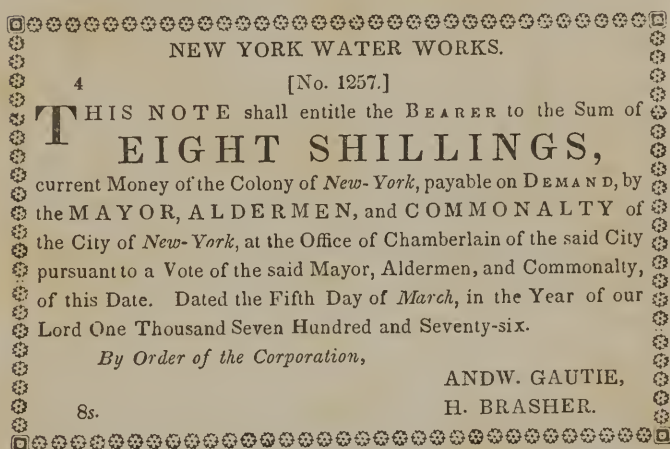 NEW YORK WATER WORKS.
4 [No. 1257.]
THIS NOTE shall entitle the BEARER to the Sum of
EIGHT SHILLINGS,
current Money of the Colony of New-York, payable on DEMAND, by
the MAYOR, ALDERMEN, and COMMONALTY of
the City of New-York, at the Office of Chamberlain of the said City
pursuant to a Vote of the said Mayor, Aldermen, and Commonalty,
of this Date. Dated the Fifth Day of March, in the Year of our
Lord One Thousand Seven Hundred and Seventy-six.
By Order of the Corporation,
ANDW. GAUTIE,
8s. H. BRASHER.